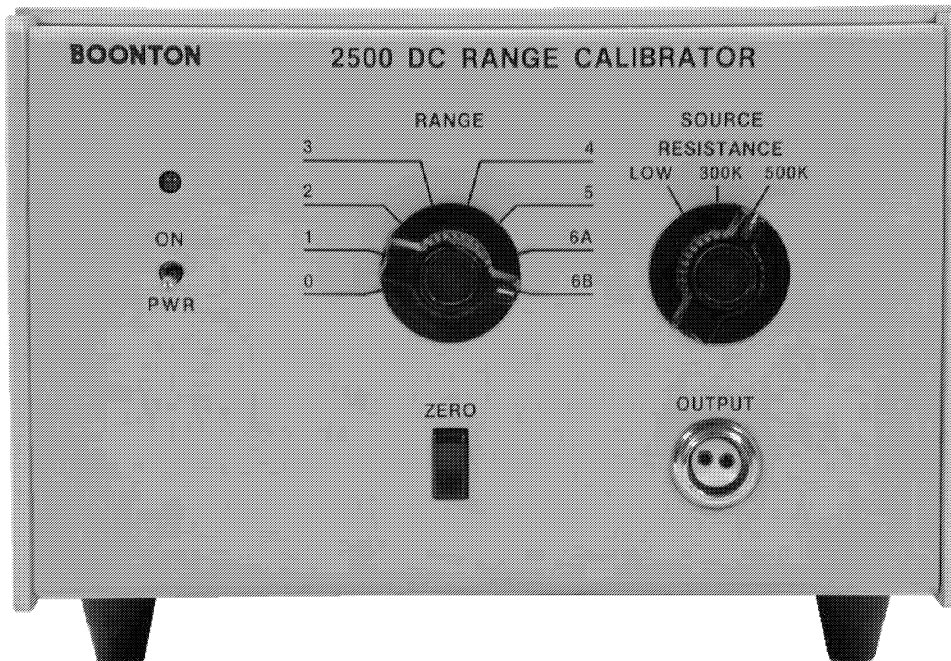 BOONTON
2500 DC RANGE CALIBRATOR
RANGE
3
4
2
5
1
6A
0
6B
SOURCE
RESISTANCE
LOW 300K 500K
ON
PWR
ZERO
OUTPUT